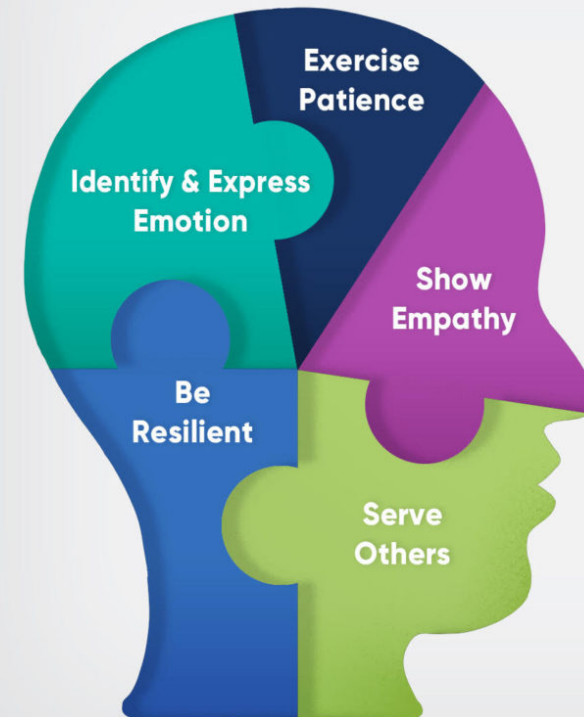 Exercise
Patience
Identify & Express
Emotion
Show
Empathy
Be
Resilient
Serve
Others